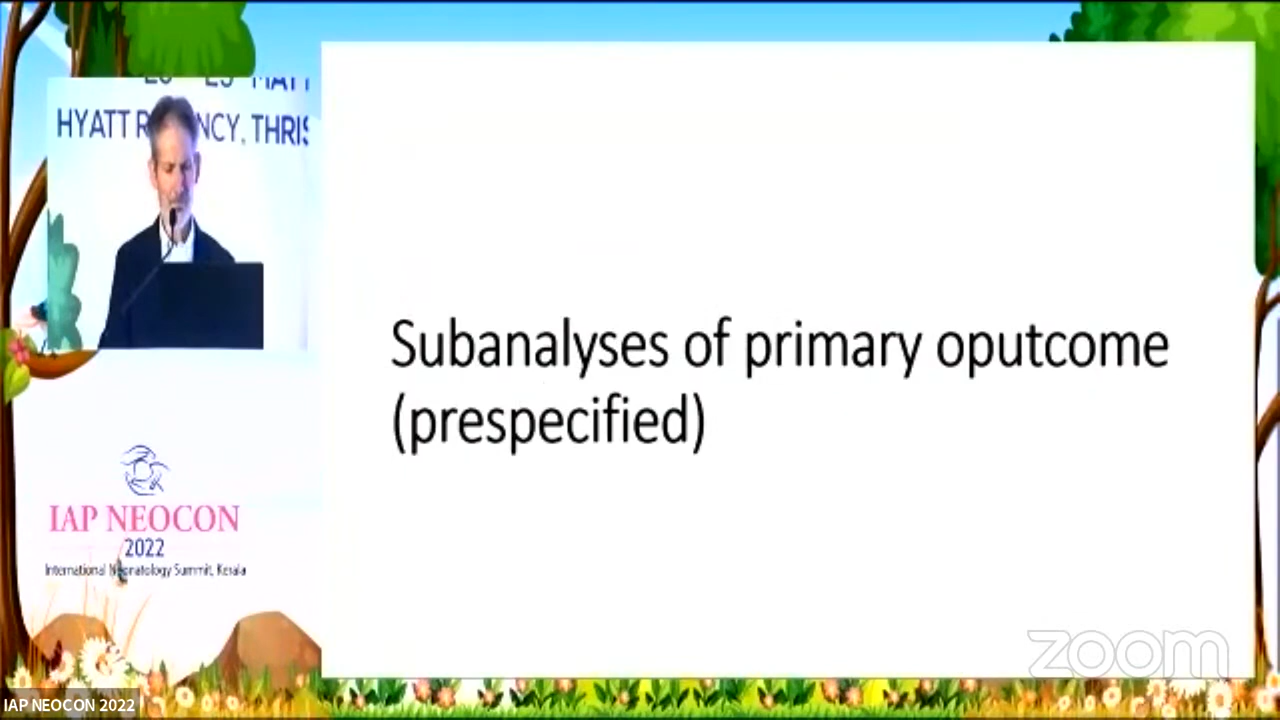 HYATT R NCY, THRIS
Subanalyses of primary oputcome
(prespecified)
IAP NEOCON
2022
International Neonatology Summit, Kerala
zoom
IAP NEOCON 2022